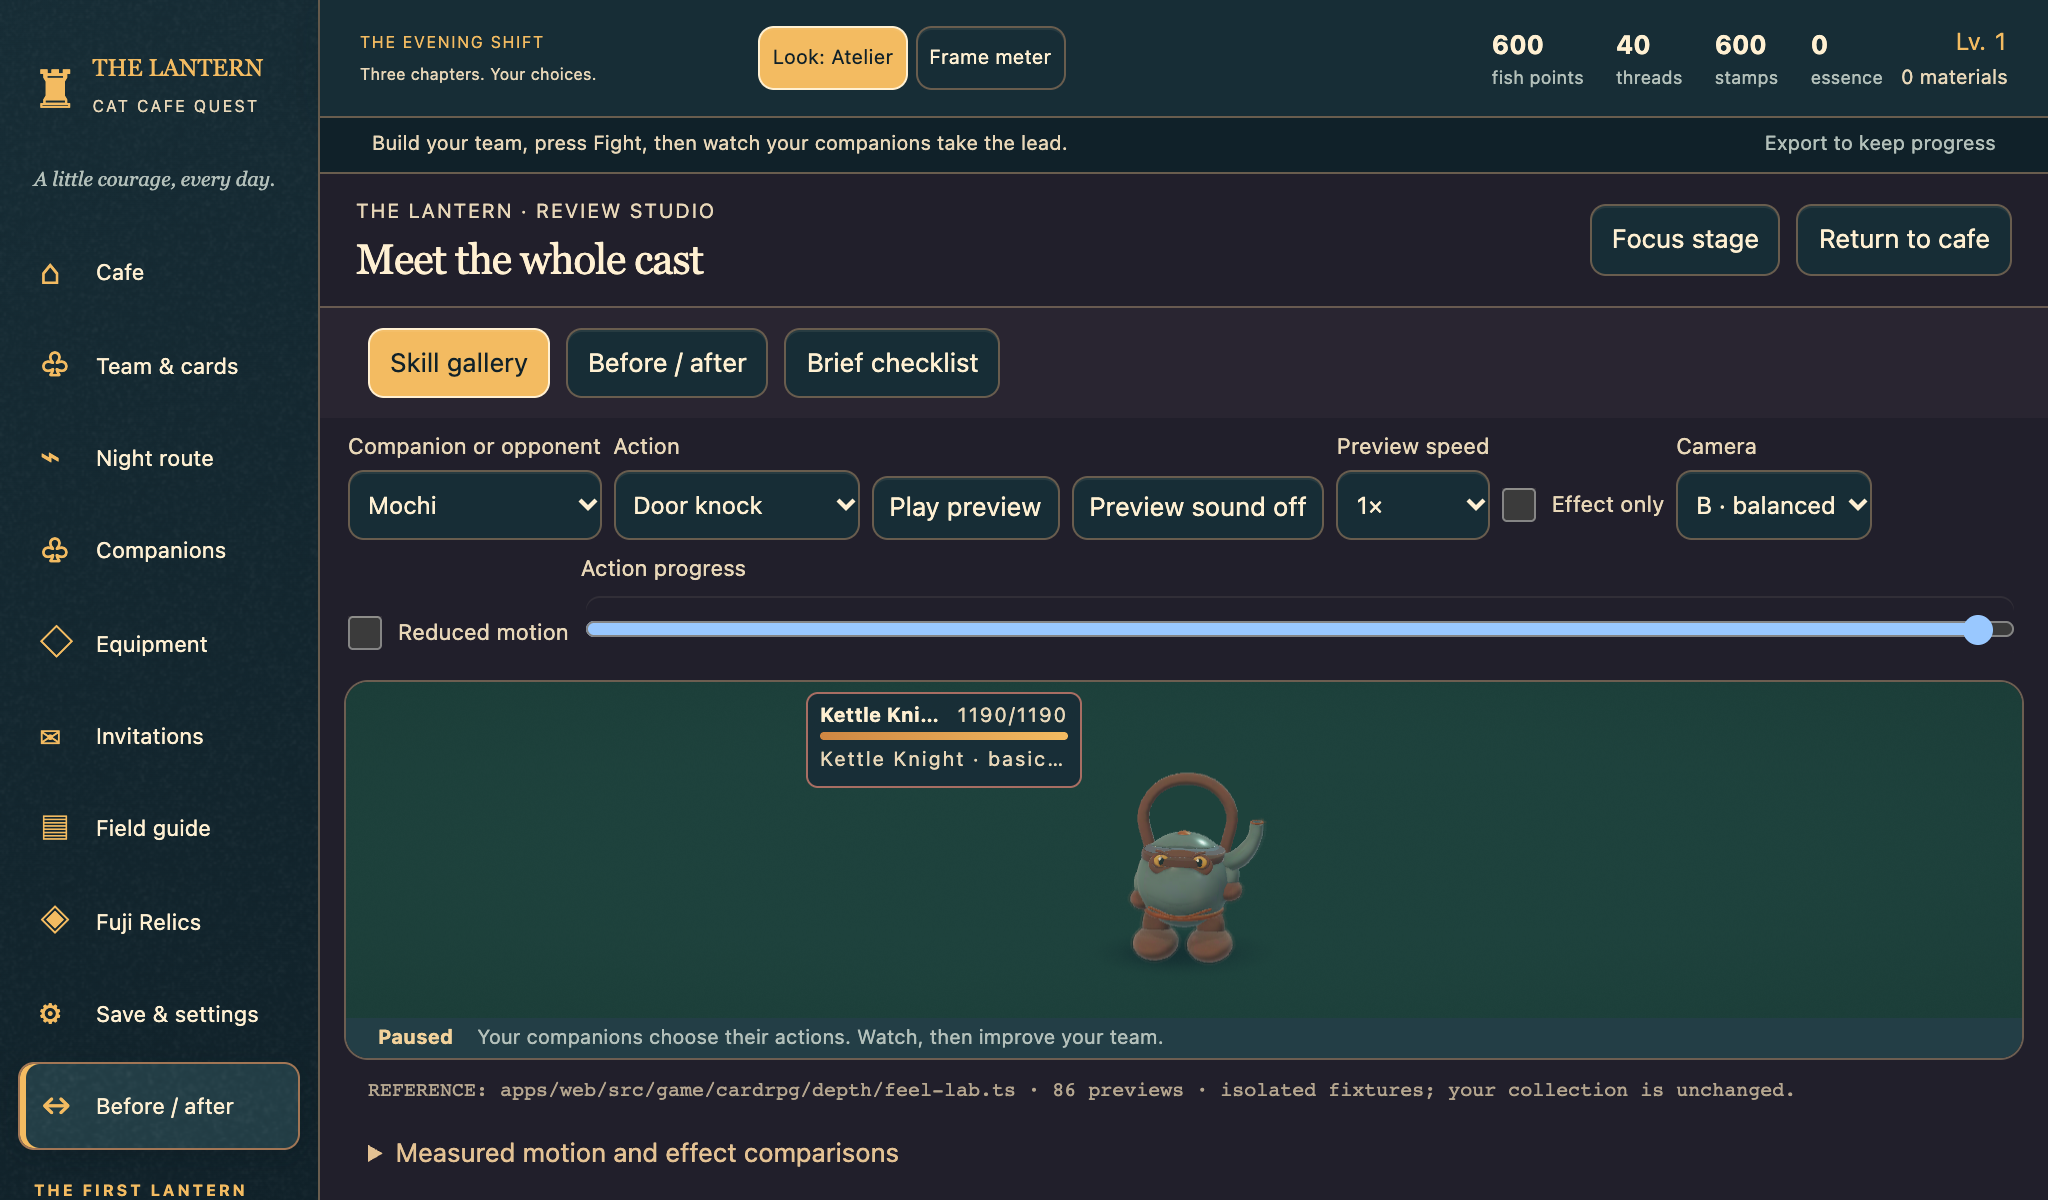 THE LANTERN
CAT CAFE QUEST
A little courage, every day.
Cafe
Team & cards
Night route
Companions
Equipment
Invitations
Field guide
Fuji Relics
Save & settings
Before / after
THE FIRST LANTERN
THE EVENING SHIFT
Three chapters. Your choices.
Look: Atelier
Frame meter
600
fish points
40
threads
600
stamps
0
essence
Lv. 1
0 materials
Build your team, press Fight, then watch your companions take the lead.
Export to keep progress
THE LANTERN · REVIEW STUDIO
Meet the whole cast
Focus stage
Return to cafe
Skill gallery
Before / after
Brief checklist
Companion or opponent
Mochi
Action
Door knock
Play preview
Preview sound off
Preview speed
1×
Effect only
Camera
B · balanced
Reduced motion
Action progress
Kettle Kni... 1190/1190
Kettle Knight · basic...
Paused Your companions choose their actions. Watch, then improve your team.
REFERENCE: apps/web/src/game/cardrpg/depth/feel-lab.ts · 86 previews · isolated fixtures; your collection is unchanged.
Measured motion and effect comparisons